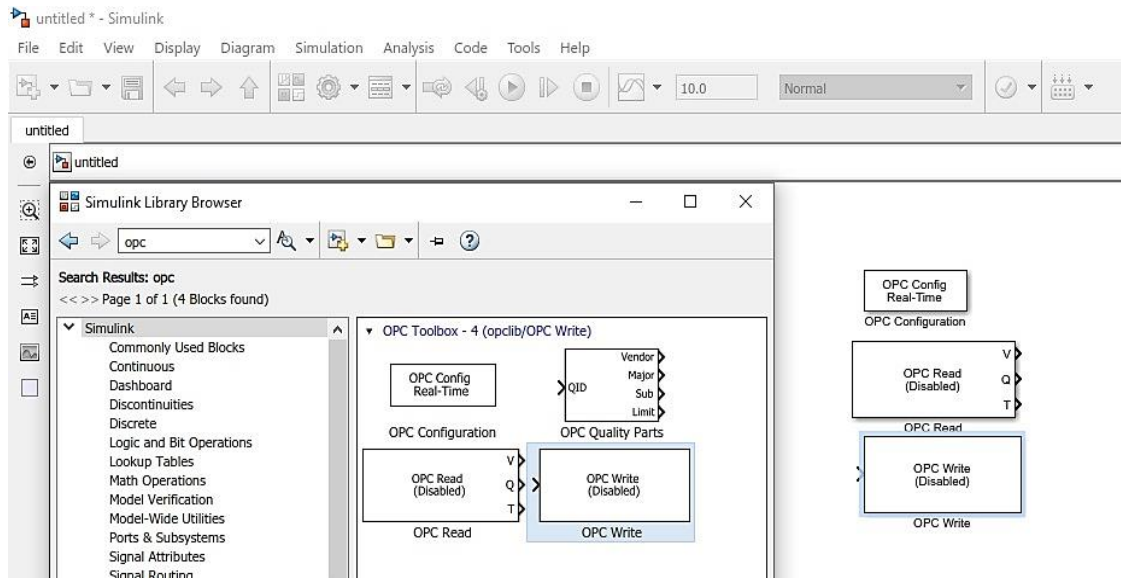 untitled * - Simulink
File Edit View Display Diagram Simulation Analysis Code Tools Help
10.0 Normal
untitled
untitled
Simulink Library Browser
opc
Search Results: opc
<< >> Page 1 of 1 (4 Blocks found)
Simulink
Commonly Used Blocks
Continuous
Dashboard
Discontinuities
Discrete
Logic and Bit Operations
Lookup Tables
Math Operations
Model Verification
Model-Wide Utilities
Ports & Subsystems
Signal Attributes
Signal Routing
OPC Toolbox - 4 (opclib/OPC Write)
OPC Config
Real-Time
OPC Configuration
QID
Vendor
Major
Sub
Limit
OPC Quality Parts
OPC Read
(Disabled)
V
Q
T
OPC Read
OPC Write
(Disabled)
OPC Write
OPC Config
Real-Time
OPC Configuration
OPC Read
(Disabled)
V
Q
T
OPC Read
OPC Write
(Disabled)
OPC Write